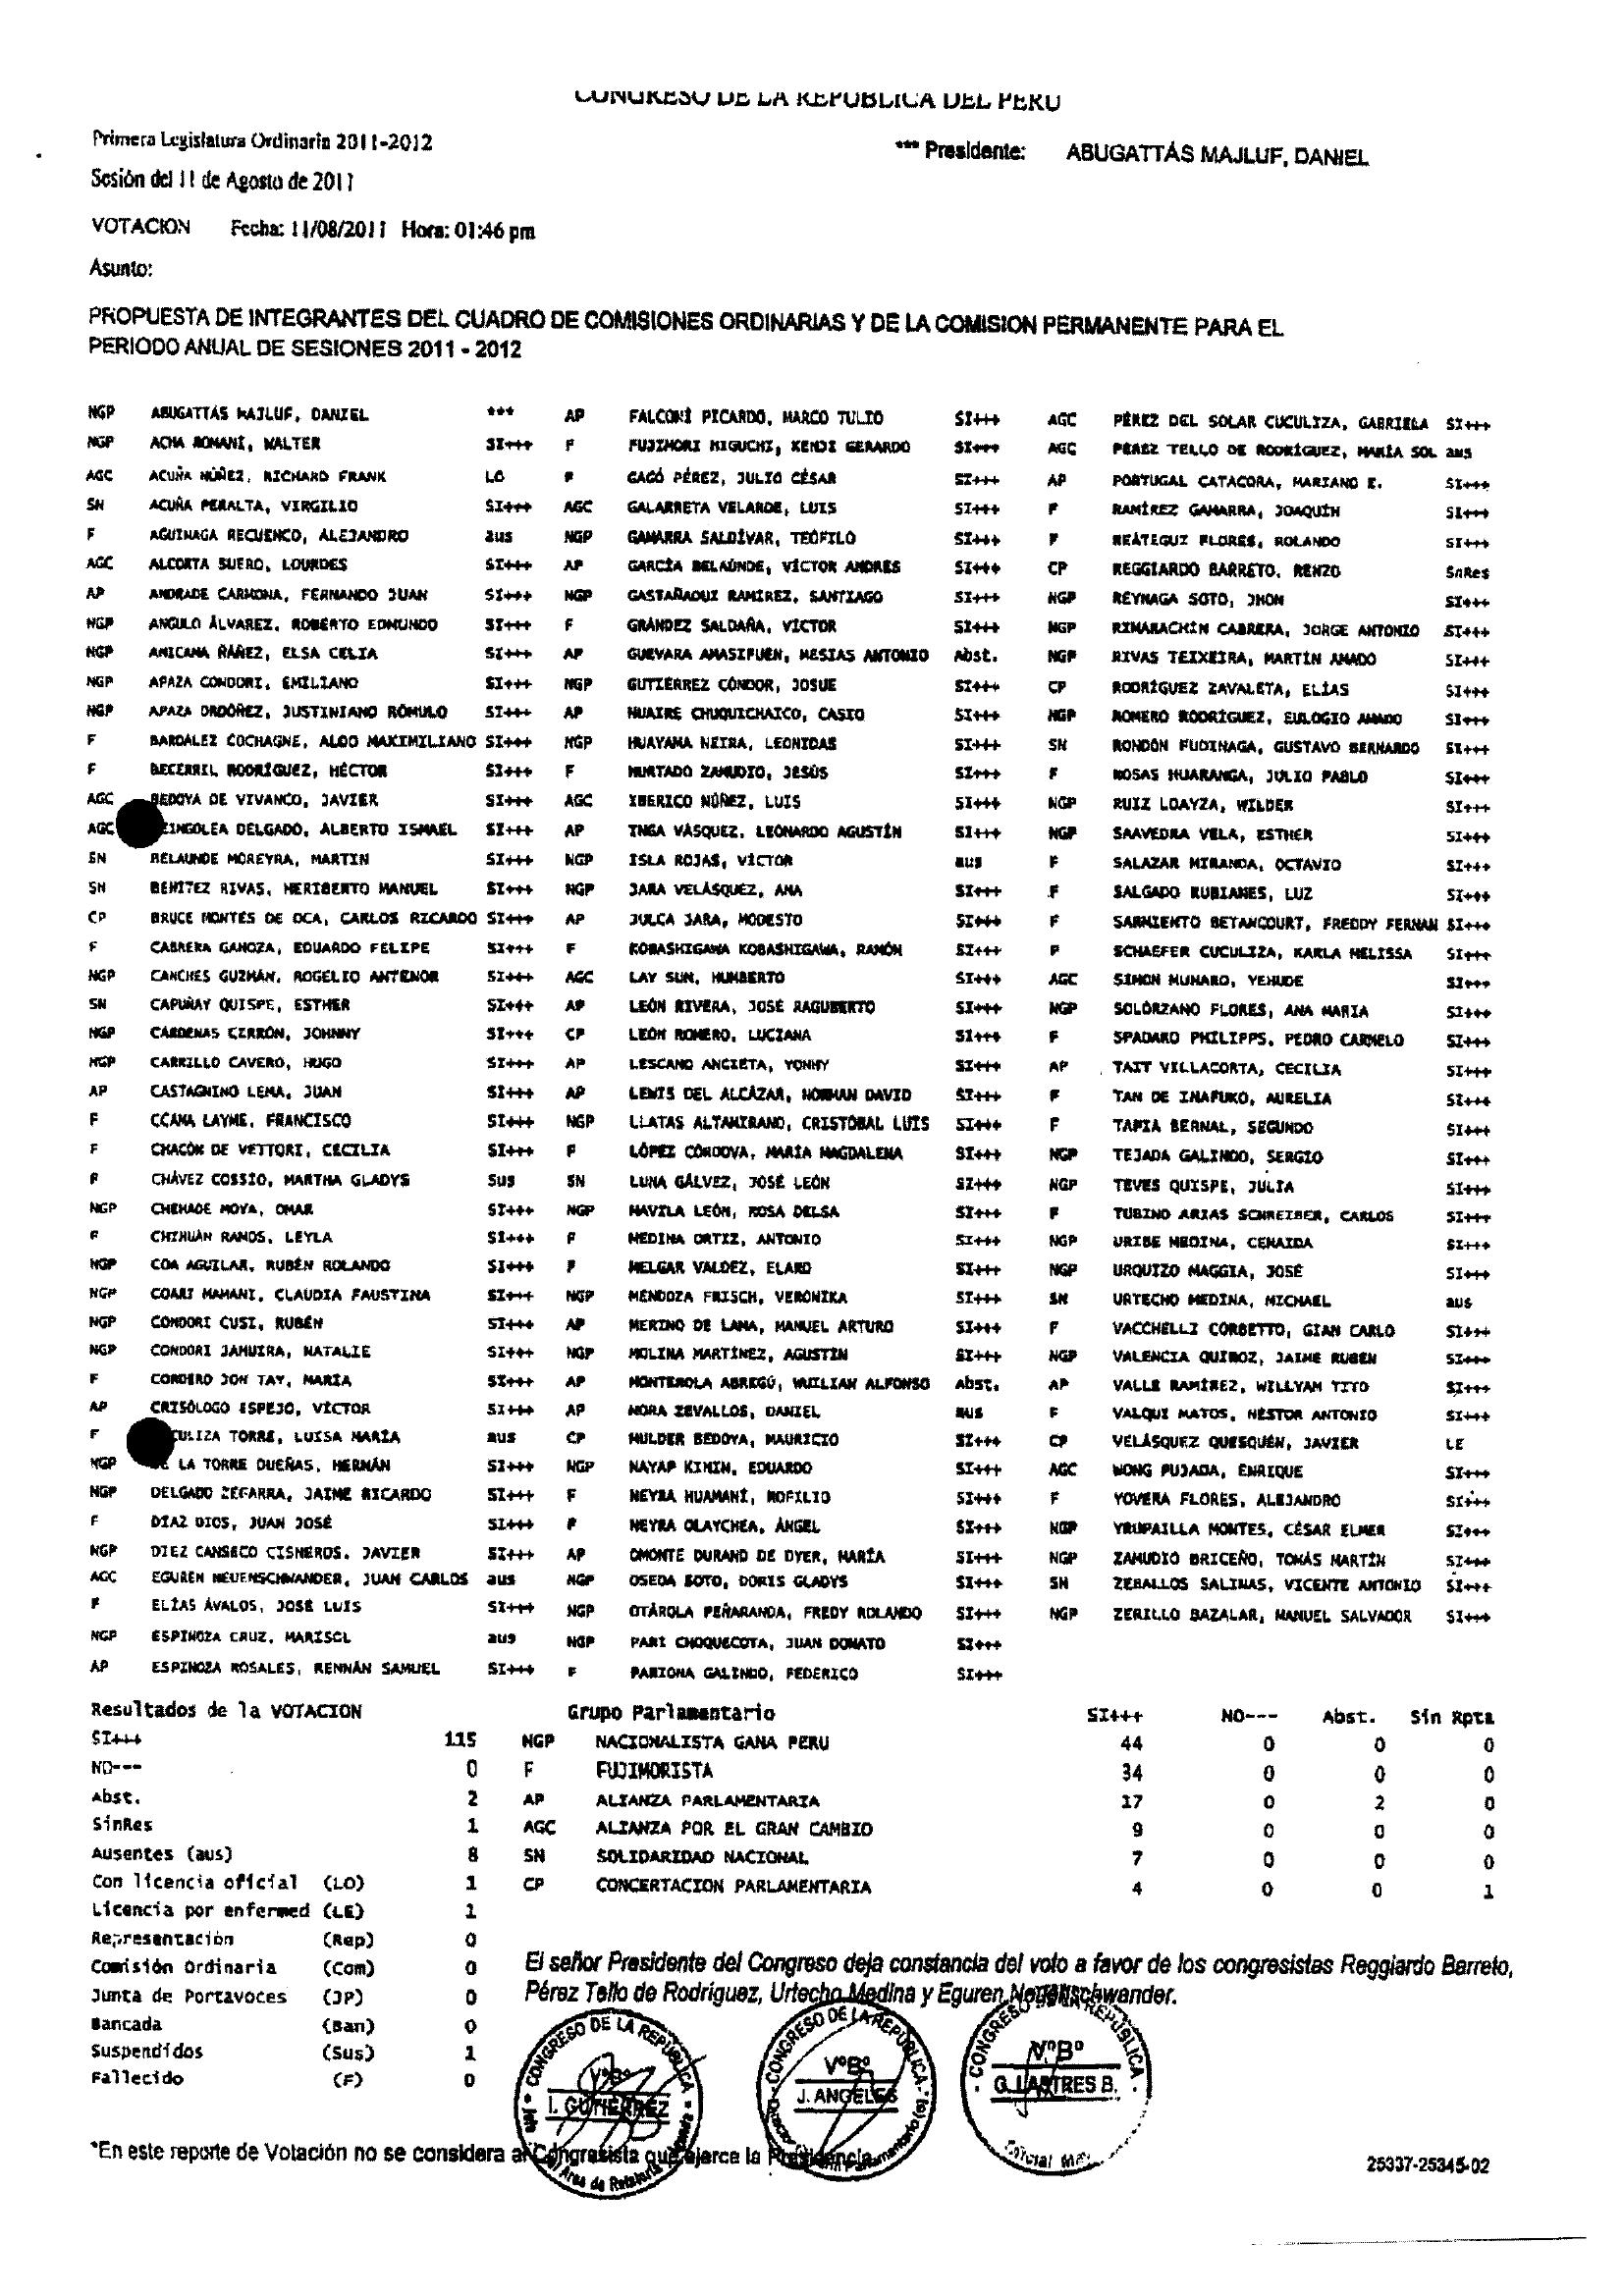 CONGRESO DE LA REPUBLICA DEL PERU
Primera Legislatura Ordinaria 2011-2012
*** Presidente: ABUGATTÁS MAJLUF, DANIEL
Sesión del 11 de Agosto de 2011
VOTACION Fecha: 11/08/2011 Hora: 01:46 pm
Asunto:
PROPUESTA DE INTEGRANTES DEL CUADRO DE COMISIONES ORDINARIAS Y DE LA COMISION PERMANENTE PARA EL
PERIODO ANUAL DE SESIONES 2011 - 2012
NGP ABUGATTÁS MAJLUF, DANIEL ***
NGP ACHA ROMANÍ, WALTER SI+++
AGC ACUÑA NÚÑEZ, RICHARD FRANK LO
SN ACUÑA PERALTA, VIRGILIO SI+++
F AGUINAGA RECUENCO, ALEJANDRO aus
AGC ALCORTA SUERO, LOURDES SI+++
AP ANDRADE CARMONA, FERNANDO JUAN SI+++
NGP ANGULO ÁLVAREZ, ROBERTO EDMUNDO SI+++
NGP ANICAMA ÑÁÑEZ, ELSA CELIA SI+++
NGP APAZA CONDORI, EMILIANO SI+++
NGP APAZA ORDÓÑEZ, JUSTINIANO RÓMULO SI+++
F BARDALEZ COCHAGNE, ALDO MAXIMILIANO SI+++
F BECERRIL RODRÍGUEZ, HÉCTOR SI+++
AGC BEDOYA DE VIVANCO, JAVIER SI+++
AGC EINGOLEA DELGADO, ALBERTO ISMAEL SI+++
SN BELAUNDE MOREYRA, MARTIN SI+++
SN BENÍTEZ RIVAS, HERIBERTO MANUEL SI+++
CP BRUCE MONTES DE OCA, CARLOS RICARDO SI+++
F CABRERA GANOZA, EDUARDO FELIPE SI+++
NGP CANCHES GUZMÁN, ROGELIO ANTENOR SI+++
SN CAPUÑAY QUISPE, ESTHER SI+++
NGP CÁRDENAS CERRÓN, JOHNNY SI+++
NGP CARRILLO CAVERO, HUGO SI+++
AP CASTAGNINO LEMA, JUAN SI+++
F CCAMA LAYME, FRANCISCO SI+++
F CHACÓN DE VETTORI, CECILIA SI+++
F CHÁVEZ COSSÍO, MARTHA GLADYS Sus
NGP CHEHADE MOYA, OMAR SI+++
F CHIHUÁN RAMOS, LEYLA SI+++
NGP COA AGUILAR, RUBÉN ROLANDO SI+++
NGP COARI MAMANI, CLAUDIA FAUSTINA SI+++
NGP CONDORI CUSI, RUBÉN SI+++
NGP CONDORI JAHUIRA, NATALIE SI+++
F CORDERO JON TAY, MARÍA SI+++
AP CRISÓLOGO ESPEJO, VÍCTOR SI+++
F CULIZA TORRE, LUISA MARÍA aus
NGP LA TORRE DUEÑAS, HERNÁN SI+++
NGP DELGADO ZEGARRA, JAIME RICARDO SI+++
F DÍAZ DIOS, JUAN JOSÉ SI+++
NGP DIEZ CANSECO CISNEROS, JAVIER SI+++
AGC EGUREN NEUENSCHWANDER, JUAN CARLOS aus
F ELÍAS ÁVALOS, JOSÉ LUIS SI+++
NGP ESPINOZA CRUZ, MARISOL aus
AP ESPINOZA ROSALES, RENNÁN SAMUEL SI+++
AP FALCONÍ PICARDO, MARCO TULIO SI+++
F FUJIMORI HIGUCHI, KENJI GERARDO SI+++
F GAGÓ PÉREZ, JULIO CÉSAR SI+++
AGC GALARRETA VELARDE, LUIS SI+++
NGP GAMARRA SALDÍVAR, TEÓFILO SI+++
AP GARCÍA BELAÚNDE, VÍCTOR ANDRÉS SI+++
NGP GASTAÑADUI RAMÍREZ, SANTIAGO SI+++
F GRÁNDEZ SALDAÑA, VÍCTOR SI+++
AP GUEVARA AMASIFUÉN, MESIAS ANTONIO Abst.
NGP GUTIÉRREZ CÓNDOR, JOSUE SI+++
AP HUAIRE CHUQUICHAICO, CASIO SI+++
NGP HUAYAMA NEIRA, LEONIDAS SI+++
F HURTADO ZAMUDIO, JESÚS SI+++
AGC IBERICO NÚÑEZ, LUIS SI+++
AP INGA VÁSQUEZ, LEONARDO AGUSTÍN SI+++
NGP ISLA ROJAS, VÍCTOR aus
NGP JARA VELÁSQUEZ, ANA SI+++
AP JULCA JARA, MODESTO SI+++
F KOBASHIGAWA KOBASHIGAWA, RAMÓN SI+++
AGC LAY SUN, HUMBERTO SI+++
AP LEÓN RIVERA, JOSÉ RAGUBERTO SI+++
CP LEÓN ROMERO, LUCIANA SI+++
AP LESCANO ANCIETA, YONHY SI+++
AP LEWIS DEL ALCÁZAR, NORMAN DAVID SI+++
NGP LLATAS ALTAMIRANO, CRISTÓBAL LUIS SI+++
F LÓPEZ CÓRDOVA, MARÍA MAGDALENA SI+++
SN LUNA GÁLVEZ, JOSÉ LEÓN SI+++
NGP MAVILA LEÓN, ROSA DELSA SI+++
F MEDINA ORTIZ, ANTONIO SI+++
F MELGAR VALDEZ, ELARD SI+++
NGP MENDOZA FRISCH, VERÓNIKA SI+++
AP MERINO DE LAMA, MANUEL ARTURO SI+++
NGP MOLINA MARTÍNEZ, AGUSTÍN SI+++
AP MONTEROLA ABREGÚ, WUILIAN ALFONSO Abst.
AP MORA ZEVALLOS, DANIEL aus
CP MULDER BEDOYA, MAURICIO SI+++
NGP NAYAP KININ, EDUARDO SI+++
F NEYRA HUAMANÍ, ROFILIO SI+++
F NEYRA OLAYCHEA, ÁNGEL SI+++
AP OMONTE DURAND DE DYER, MARÍA SI+++
NGP OSEDA SOTO, DORIS GLADYS SI+++
NGP OTÁROLA PEÑARANDA, FREDY ROLANDO SI+++
NGP PARI CHOQUECOTA, JUAN DONATO SI+++
F PARIONA GALINDO, FEDERICO SI+++
AGC PÉREZ DEL SOLAR CUCULIZA, GABRIELA SI+++
AGC PÉREZ TELLO DE RODRÍGUEZ, MARÍA SOL aus
AP PORTUGAL CATACORA, MARIANO E. SI+++
F RAMÍREZ GAMARRA, JOAQUÍN SI+++
F REÁTEGUI FLORES, ROLANDO SI+++
CP REGGIARDO BARRETO, RENZO SnRes
NGP REYNAGA SOTO, JHON SI+++
NGP RIMARACHÍN CABRERA, JORGE ANTONIO SI+++
NGP RIVAS TEIXEIRA, MARTÍN AMADO SI+++
CP RODRÍGUEZ ZAVALETA, ELÍAS SI+++
NGP ROMERO RODRÍGUEZ, EULOGIO AMADO SI+++
SN RONDÓN FUDINAGA, GUSTAVO BERNARDO SI+++
F ROSAS HUARANGA, JULIO PABLO SI+++
NGP RUIZ LOAYZA, WILDER SI+++
NGP SAAVEDRA VELA, ESTHER SI+++
F SALAZAR MIRANDA, OCTAVIO SI+++
F SALGADO RUBIANES, LUZ SI+++
F SARMIENTO BETANCOURT, FREDDY FERNAN SI+++
F SCHAEFER CUCULIZA, KARLA MELISSA SI+++
AGC SIMON MUNARO, YEHUDE SI+++
NGP SOLÓRZANO FLORES, ANA MARIA SI+++
F SPADARO PHILIPPS, PEDRO CARMELO SI+++
AP TAIT VILLACORTA, CECILIA SI+++
F TAN DE INAFUKO, AURELIA SI+++
F TAPIA BERNAL, SEGUNDO SI+++
NGP TEJADA GALINDO, SERGIO SI+++
NGP TEVES QUISPE, JULIA SI+++
F TUBINO ARIAS SCHREIBER, CARLOS SI+++
NGP URIBE MEDINA, CENAIDA SI+++
NGP URQUIZO MAGGIA, JOSÉ SI+++
SN URTECHO MEDINA, MICHAEL aus
F VACCHELLI CORBETTO, GIAN CARLO SI+++
NGP VALENCIA QUIROZ, JAIME RUBEN SI+++
AP VALLE RAMÍREZ, WILLYAM TITO SI+++
F VALQUI MATOS, NÉSTOR ANTONIO SI+++
CP VELÁSQUEZ QUESQUÉN, JAVIER LE
AGC WONG PUJADA, ENRIQUE SI+++
F YOVERA FLORES, ALEJANDRO SI+++
NGP YRUPAILLA MONTES, CÉSAR ELMER SI+++
NGP ZAMUDIO BRICEÑO, TOMÁS MARTÍN SI+++
SN ZEBALLOS SALINAS, VICENTE ANTONIO SI+++
NGP ZERILLO BAZALAR, MANUEL SALVADOR SI+++
Resultados de la VOTACION
SI+++ 115
NO--- 0
Abst. 2
SinRes 1
Ausentes (aus) 8
Con licencia oficial (LO) 1
Licencia por enfermed (LE) 1
Representación (Rep) 0
Comisión Ordinaria (Com) 0
Junta de Portavoces (JP) 0
Bancada (Ban) 0
Suspendidos (Sus) 1
Fallecido (F) 0
Grupo Parlamentario SI+++ NO--- Abst. Sin Rpta
NGP NACIONALISTA GANA PERU 44 0 0 0
F FUJIMORISTA 34 0 0 0
AP ALIANZA PARLAMENTARIA 17 0 2 0
AGC ALIANZA POR EL GRAN CAMBIO 9 0 0 0
SN SOLIDARIDAD NACIONAL 7 0 0 0
CP CONCERTACION PARLAMENTARIA 4 0 0 1
El señor Presidente del Congreso deja constancia del voto a favor de los congresistas Reggiardo Barreto,
Pérez Tello de Rodríguez, Urtecho Medina y Eguren Neuenschwander.
CONGRESO DE LA REPÚBLICA
VºBº
I. GUTIÉRREZ
Área de Relatoría
CONGRESO DE LA REPÚBLICA
VºBº
J. ANGELES
CONGRESO DE LA REPÚBLICA
VºBº
G. LASTRES B.
Oficial
*En este reporte de Votación no se considera al Congresista que ejerce la Presidencia
25337-25345-02